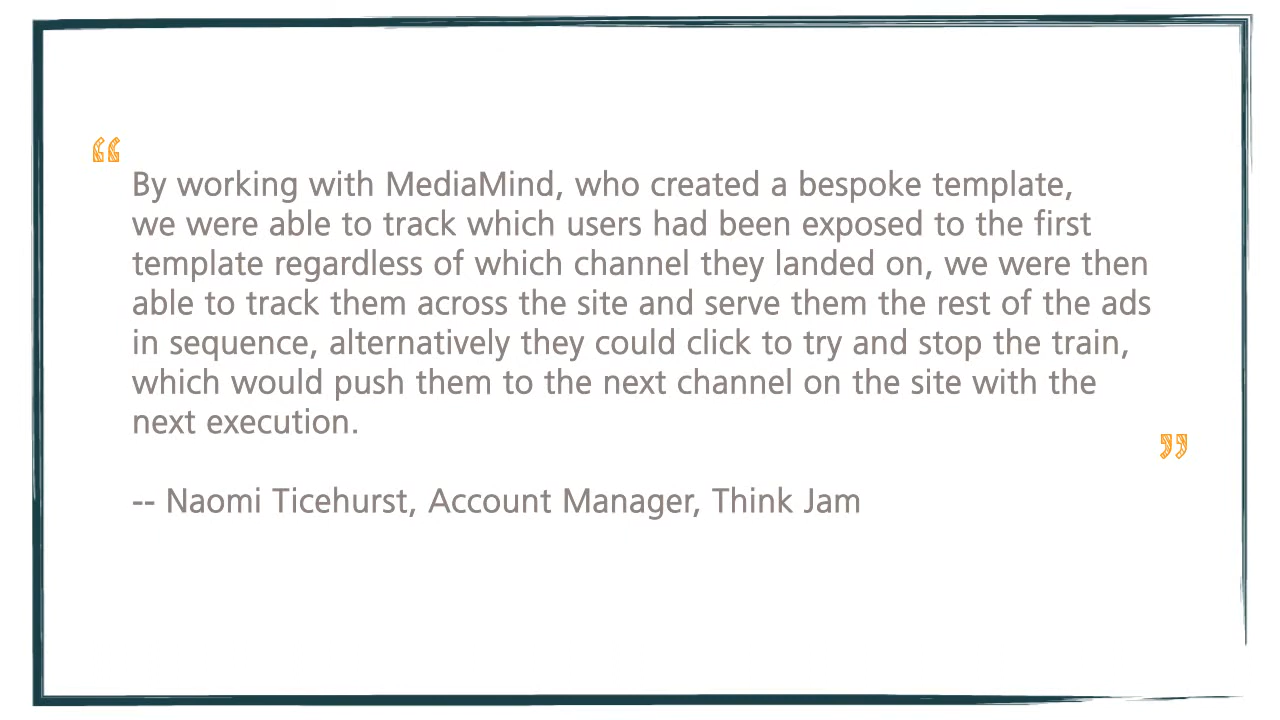 “
By working with MediaMind, who created a bespoke template,
we were able to track which users had been exposed to the first
template regardless of which channel they landed on, we were then
able to track them across the site and serve them the rest of the ads
in sequence, alternatively they could click to try and stop the train,
which would push them to the next channel on the site with the
next execution.
”
-- Naomi Ticehurst, Account Manager, Think Jam